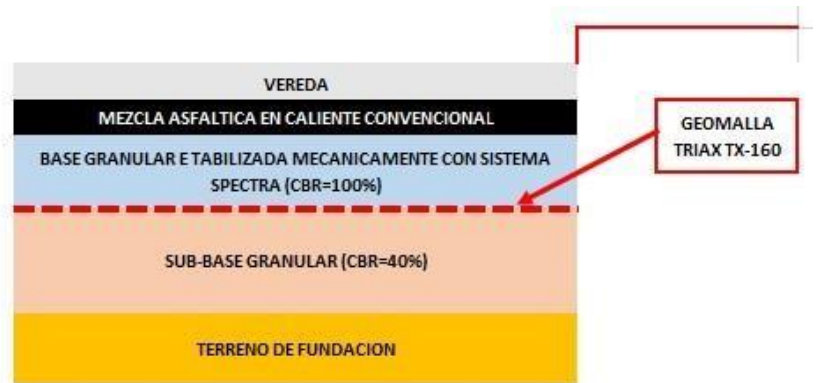 VEREDA
MEZCLA ASFALTICA EN CALIENTE CONVENCIONAL
BASE GRANULAR E TABILIZADA MECANICAMENTE CON SISTEMA
SPECTRA (CBR=100%)
GEOMALLA
TRIAX TX-160
SUB-BASE GRANULAR (CBR=40%)
TERRENO DE FUNDACION